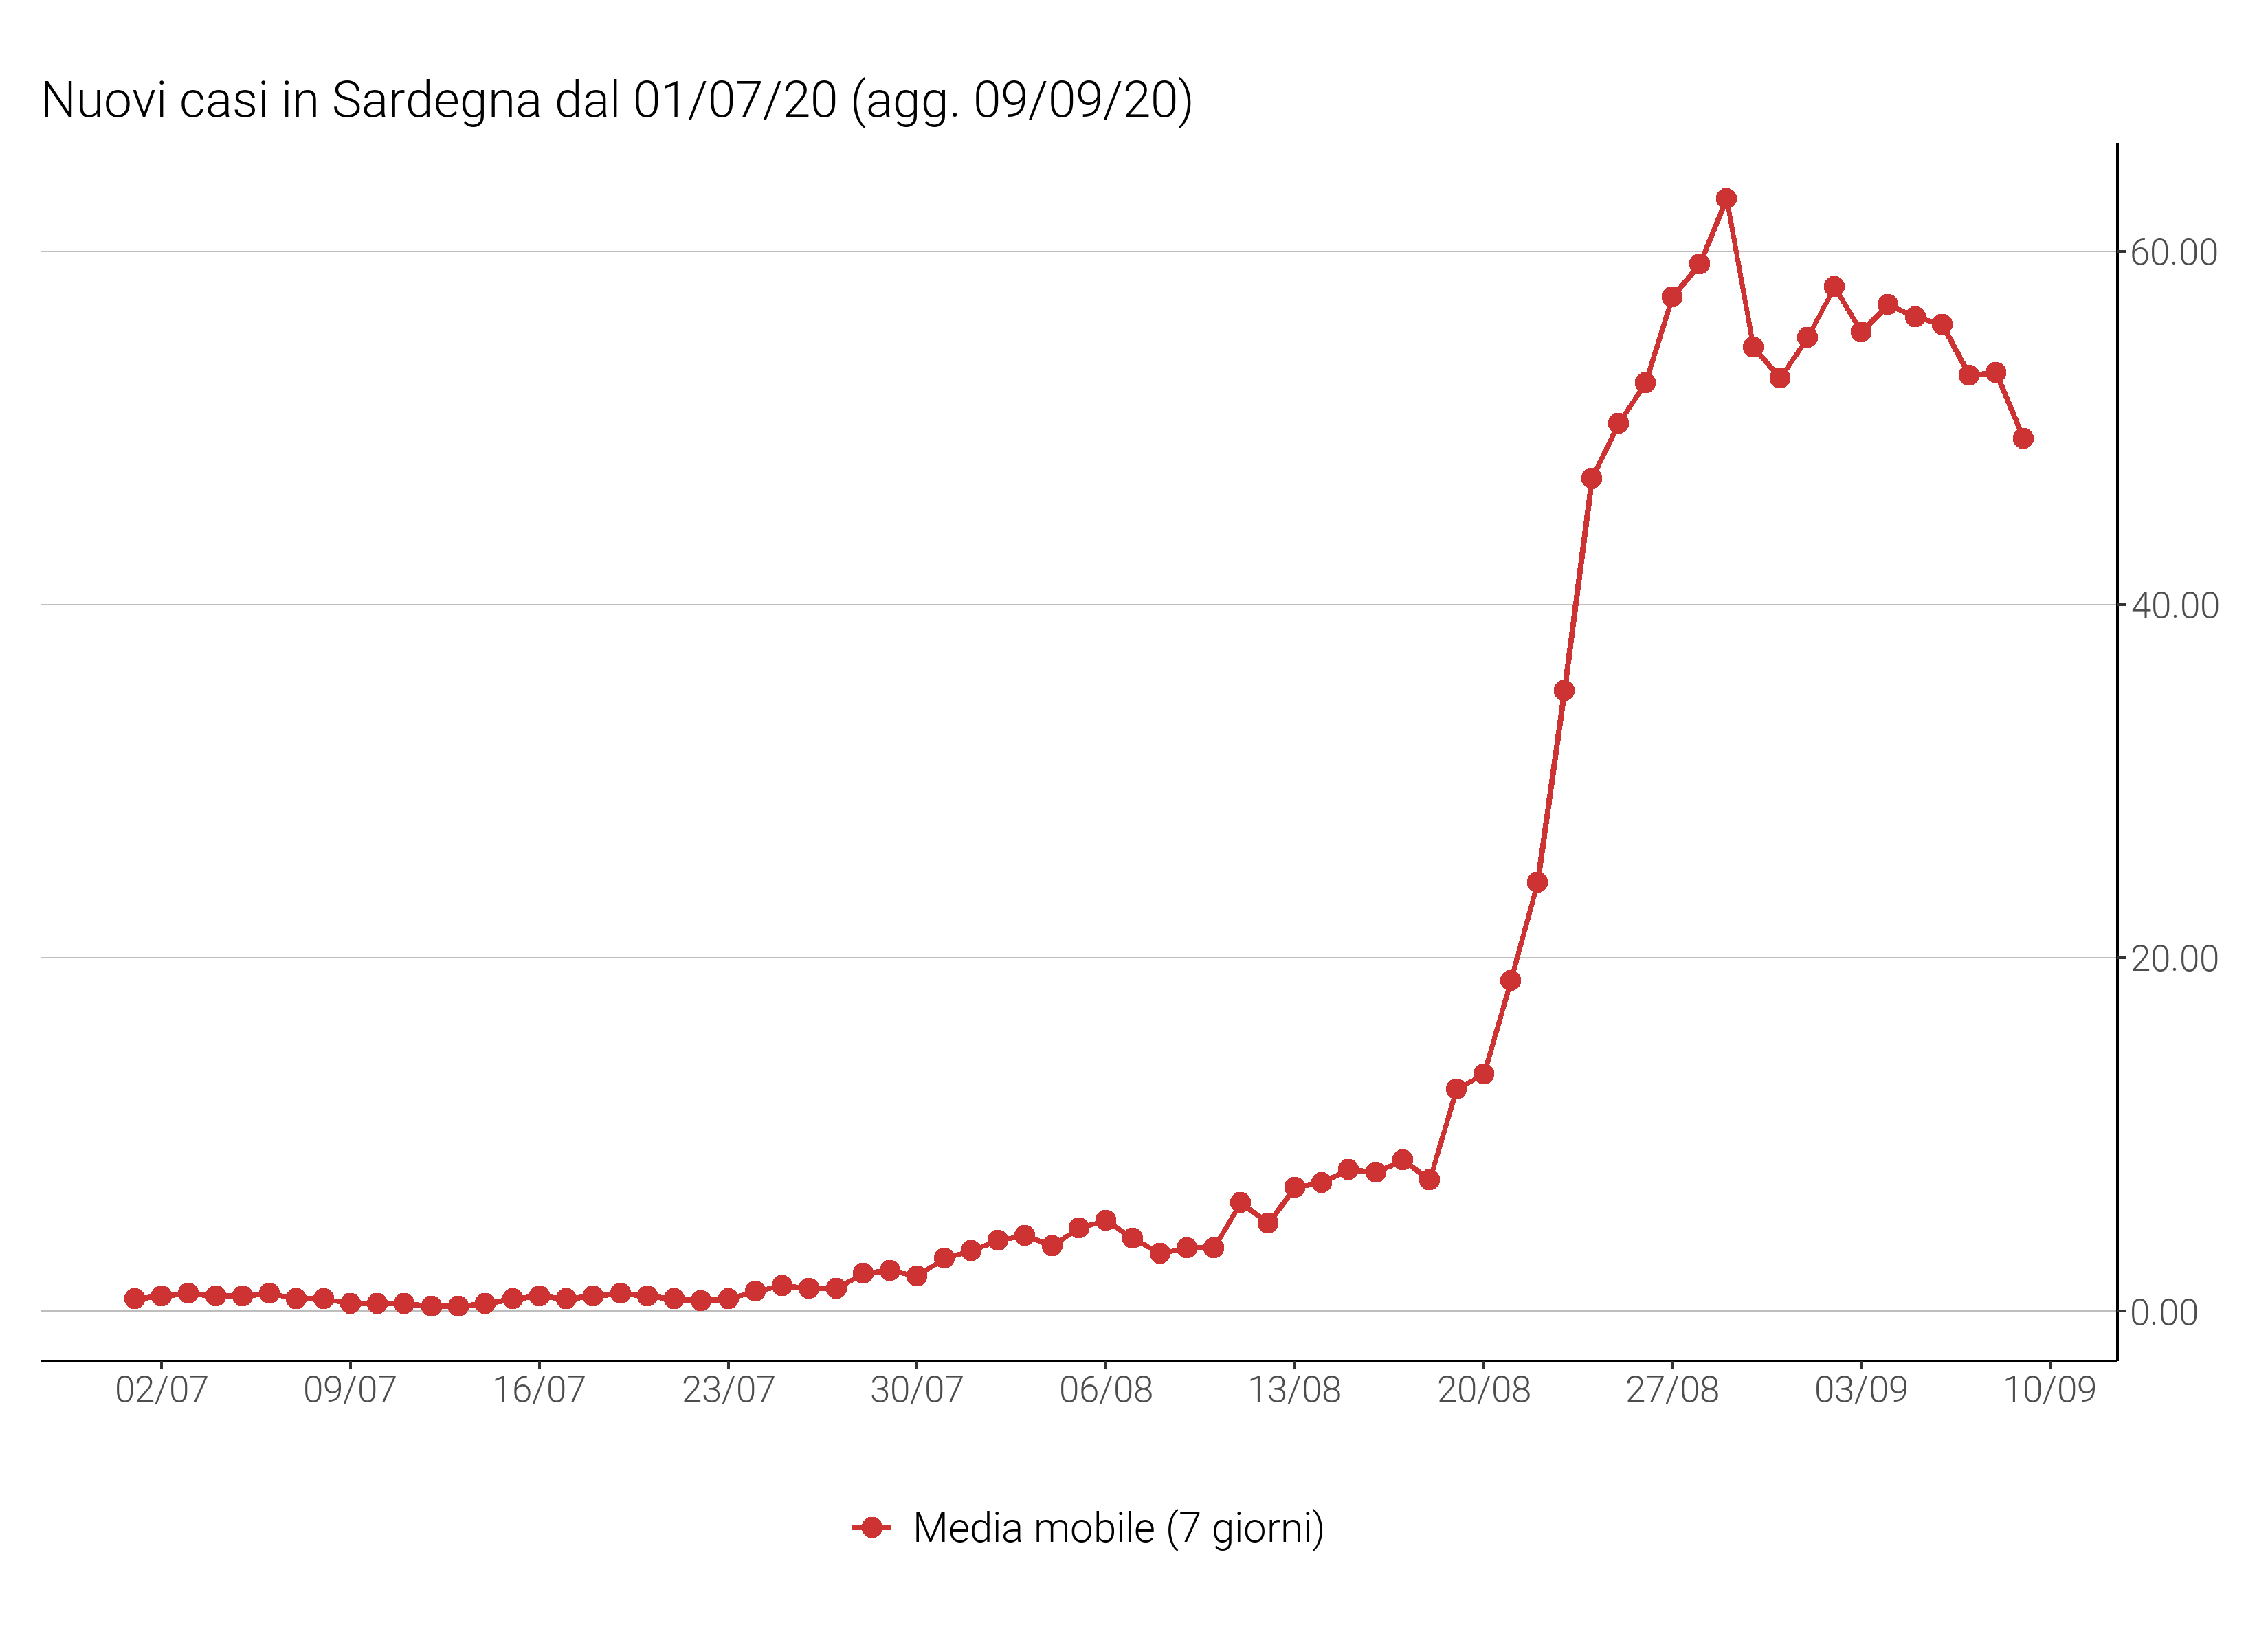 Nuovi casi in Sardegna dal 01/07/20 (agg. 09/09/20)
60.00
40.00
20.00
0.00
02/07 09/07 16/07 23/07 30/07 06/08 13/08 20/08 27/08 03/09 10/09
Media mobile (7 giorni)